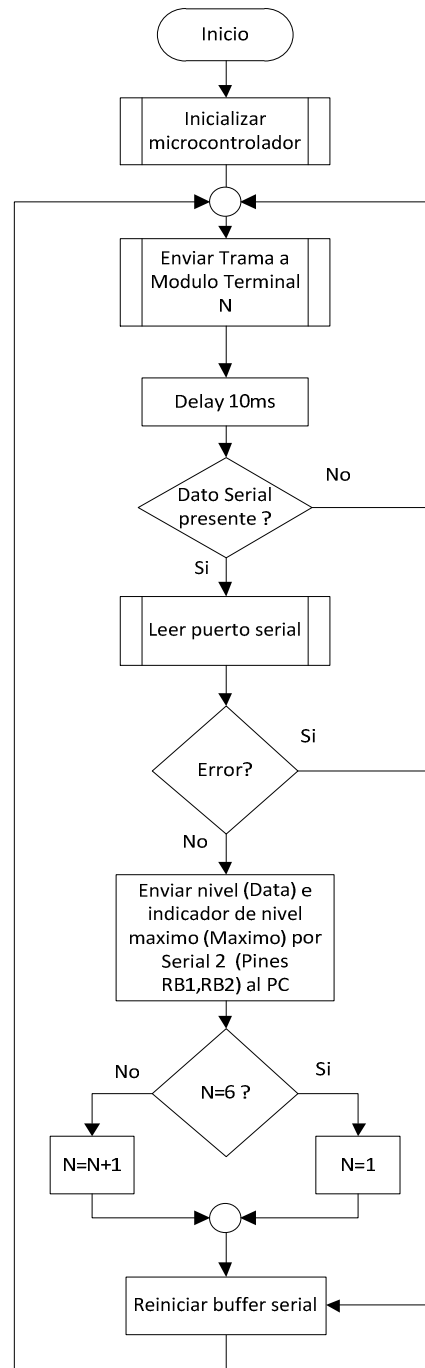 Inicio
Inicializar
microcontrolador
Enviar Trama a
Modulo Terminal
N
Delay 10ms
No
Dato Serial
presente ?
Si
Leer puerto serial
Si
Error?
No
Enviar nivel (Data) e
indicador de nivel
maximo (Maximo) por
Serial 2 (Pines
RB1,RB2) al PC
No
Si
N=6 ?
N=N+1
N=1
Reiniciar buffer serial